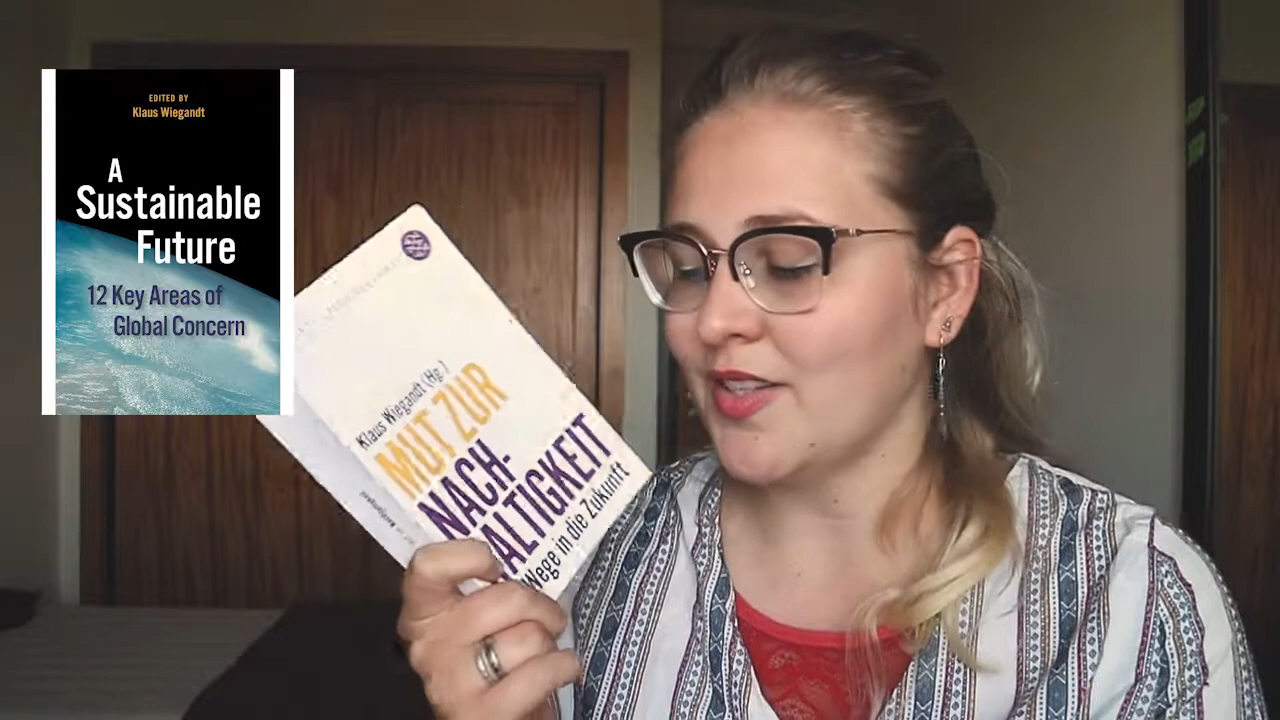 EDITED BY
Klaus Wiegandt
A
Sustainable
Future
12 Key Areas of
Global Concern
Klaus Wiegandt (Hg.)
MUT ZUR
NACH-
ALTIGKEIT
Wege in die Zukunft